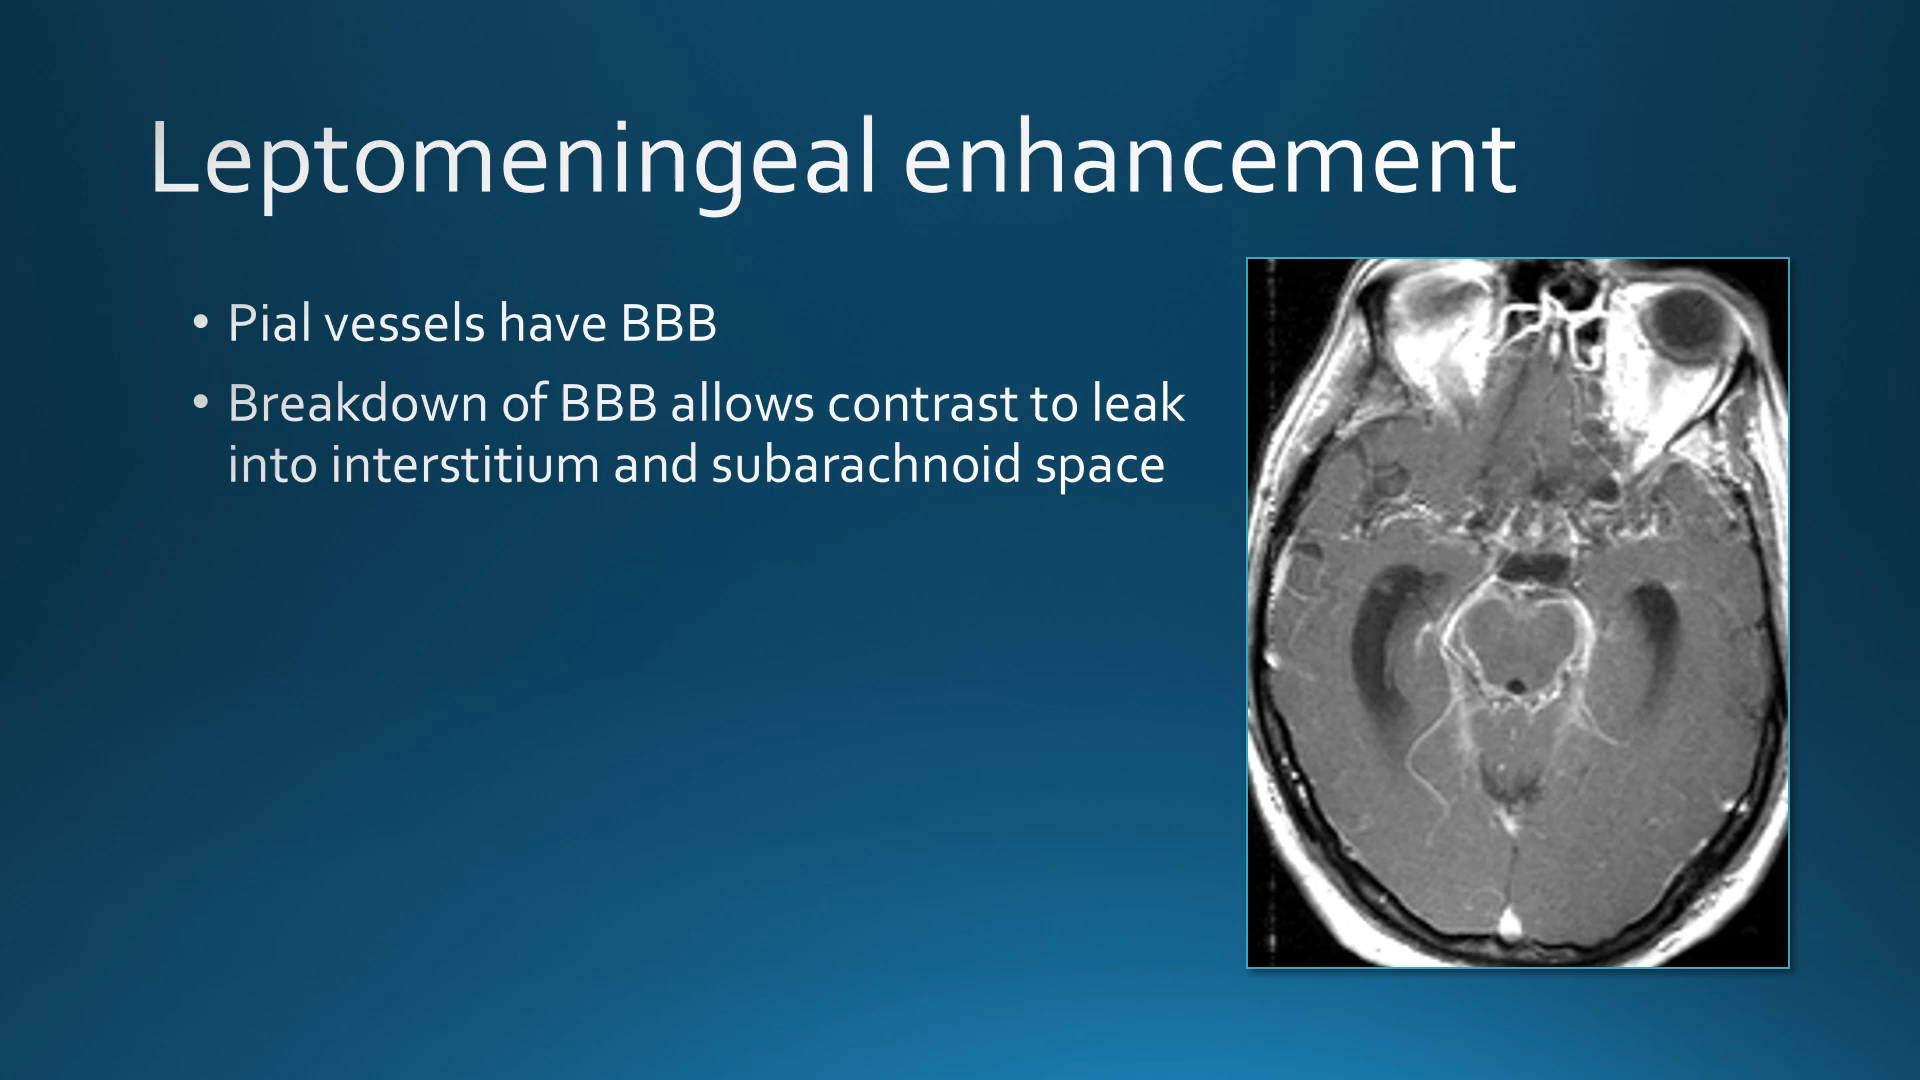 Leptomeningeal enhancement
• Pial vessels have BBB
• Breakdown of BBB allows contrast to leak
into interstitium and subarachnoid space